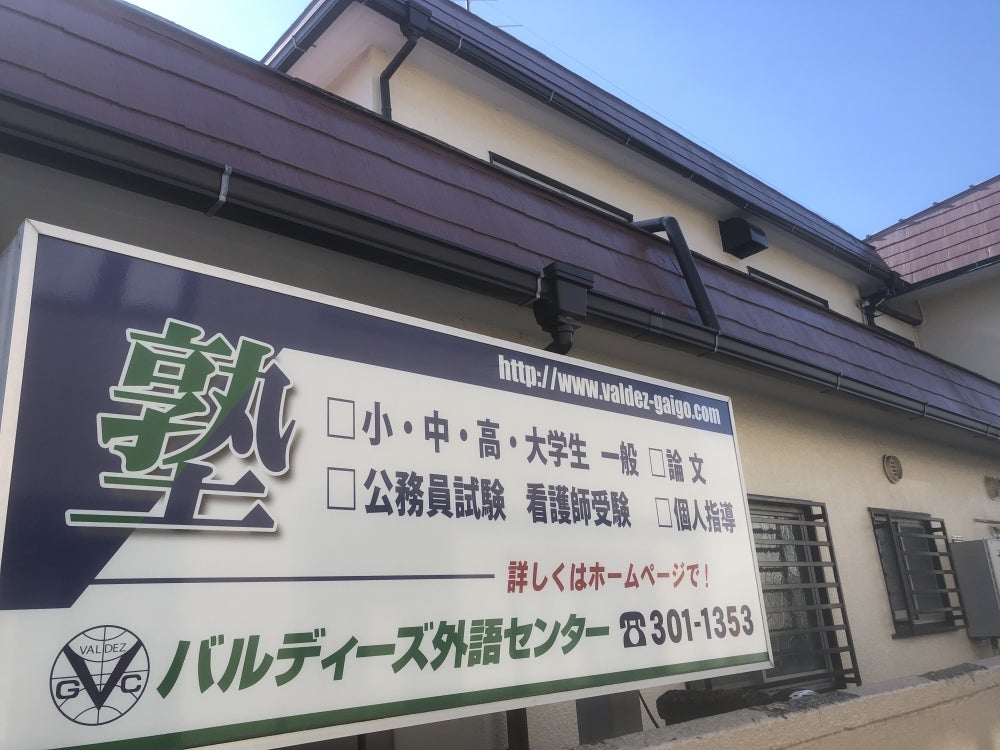 塾
http://www.valdez-gaigo.com
□小・中・高・大学生 一般 □論文
□公務員試験 看護師受験 □個人指導
詳しくはホームページで！
VALDEZ
G V C
バルディーズ外語センター ☎301-1353